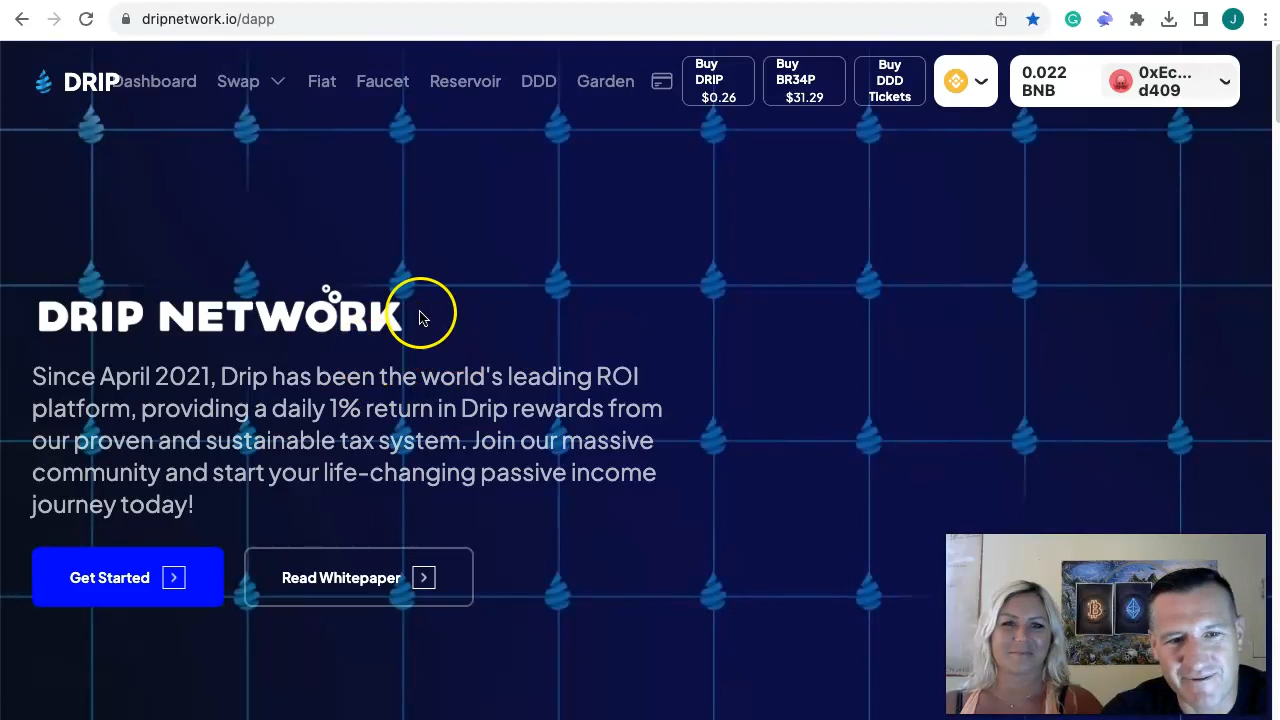 dripnetwork.io/dapp
J
DRIP
Dashboard
Swap
Fiat
Faucet
Reservoir
DDD
Garden
Buy
DRIP
$0.26
Buy
BR34P
$31.29
Buy
DDD
Tickets
0.022
BNB
0xEc...
d409
DRIP NETWORK
Since April 2021, Drip has been the world's leading ROI
platform, providing a daily 1% return in Drip rewards from
our proven and sustainable tax system. Join our massive
community and start your life-changing passive income
journey today!
Get Started
Read Whitepaper